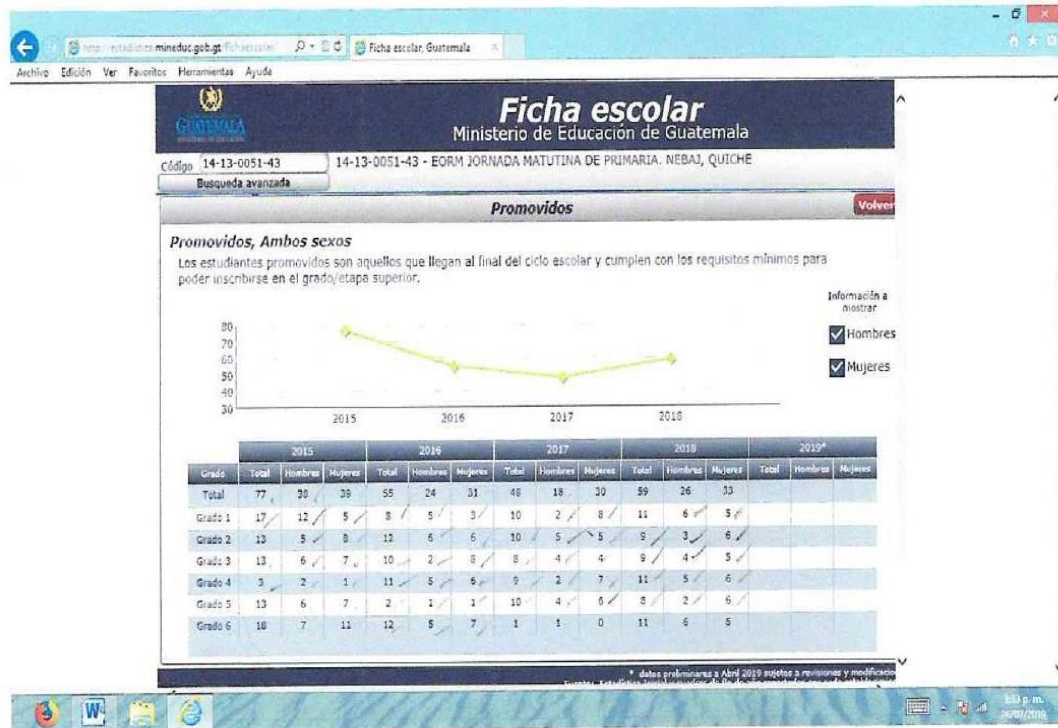 mineduc.gob.gt
Ficha escolar, Guatemala
Archivo Edición Ver Favoritos Herramientas Ayuda
GUATEMALA
Ficha escolar
Ministerio de Educación de Guatemala
Código 14-13-0051-43 14-13-0051-43 - EORM JORNADA MATUTINA DE PRIMARIA. NEBAJ, QUICHE
Busqueda avanzada
Promovidos Volver
Promovidos, Ambos sexos
Los estudiantes promovidos son aquellos que llegan al final del ciclo escolar y cumplen con los requisitos mínimos para
poder inscribirse en el grado/etapa superior.
Información a
mostrar
Hombres
Mujeres
80
70
60
50
40
30
2015 2016 2017 2018
2015 2016 2017 2018 2019*
Grado Total Hombres Mujeres Total Hombres Mujeres Total Hombres Mujeres Total Hombres Mujeres Total Hombres Mujeres
Total 77 38 39 55 24 31 48 18 30 59 26 33
Grado 1 17 12 5 8 5 3 10 2 8 11 6 5
Grado 2 13 5 8 12 6 6 10 5 5 9 3 6
Grado 3 13 6 7 10 2 8 8 4 4 9 4 5
Grado 4 3 2 1 11 5 6 9 2 7 11 5 6
Grado 5 13 6 7 2 1 1 10 4 6 8 2 6
Grado 6 18 7 11 12 5 7 1 1 0 11 6 5
* datos preliminares a Abril 2019 sujetos a revisiones y
W
1:53 p. m.
26/07/2019